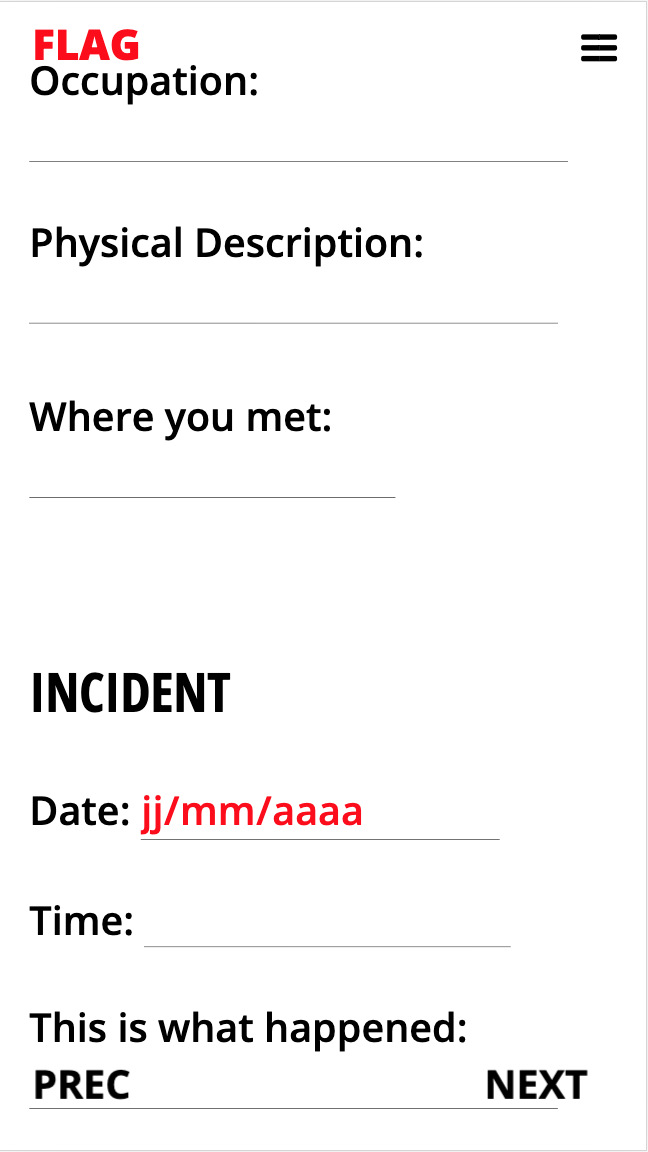 FLAG
Occupation:
Physical Description:
Where you met:
INCIDENT
Date: jj/mm/aaaa
Time:
This is what happened:
PREC NEXT